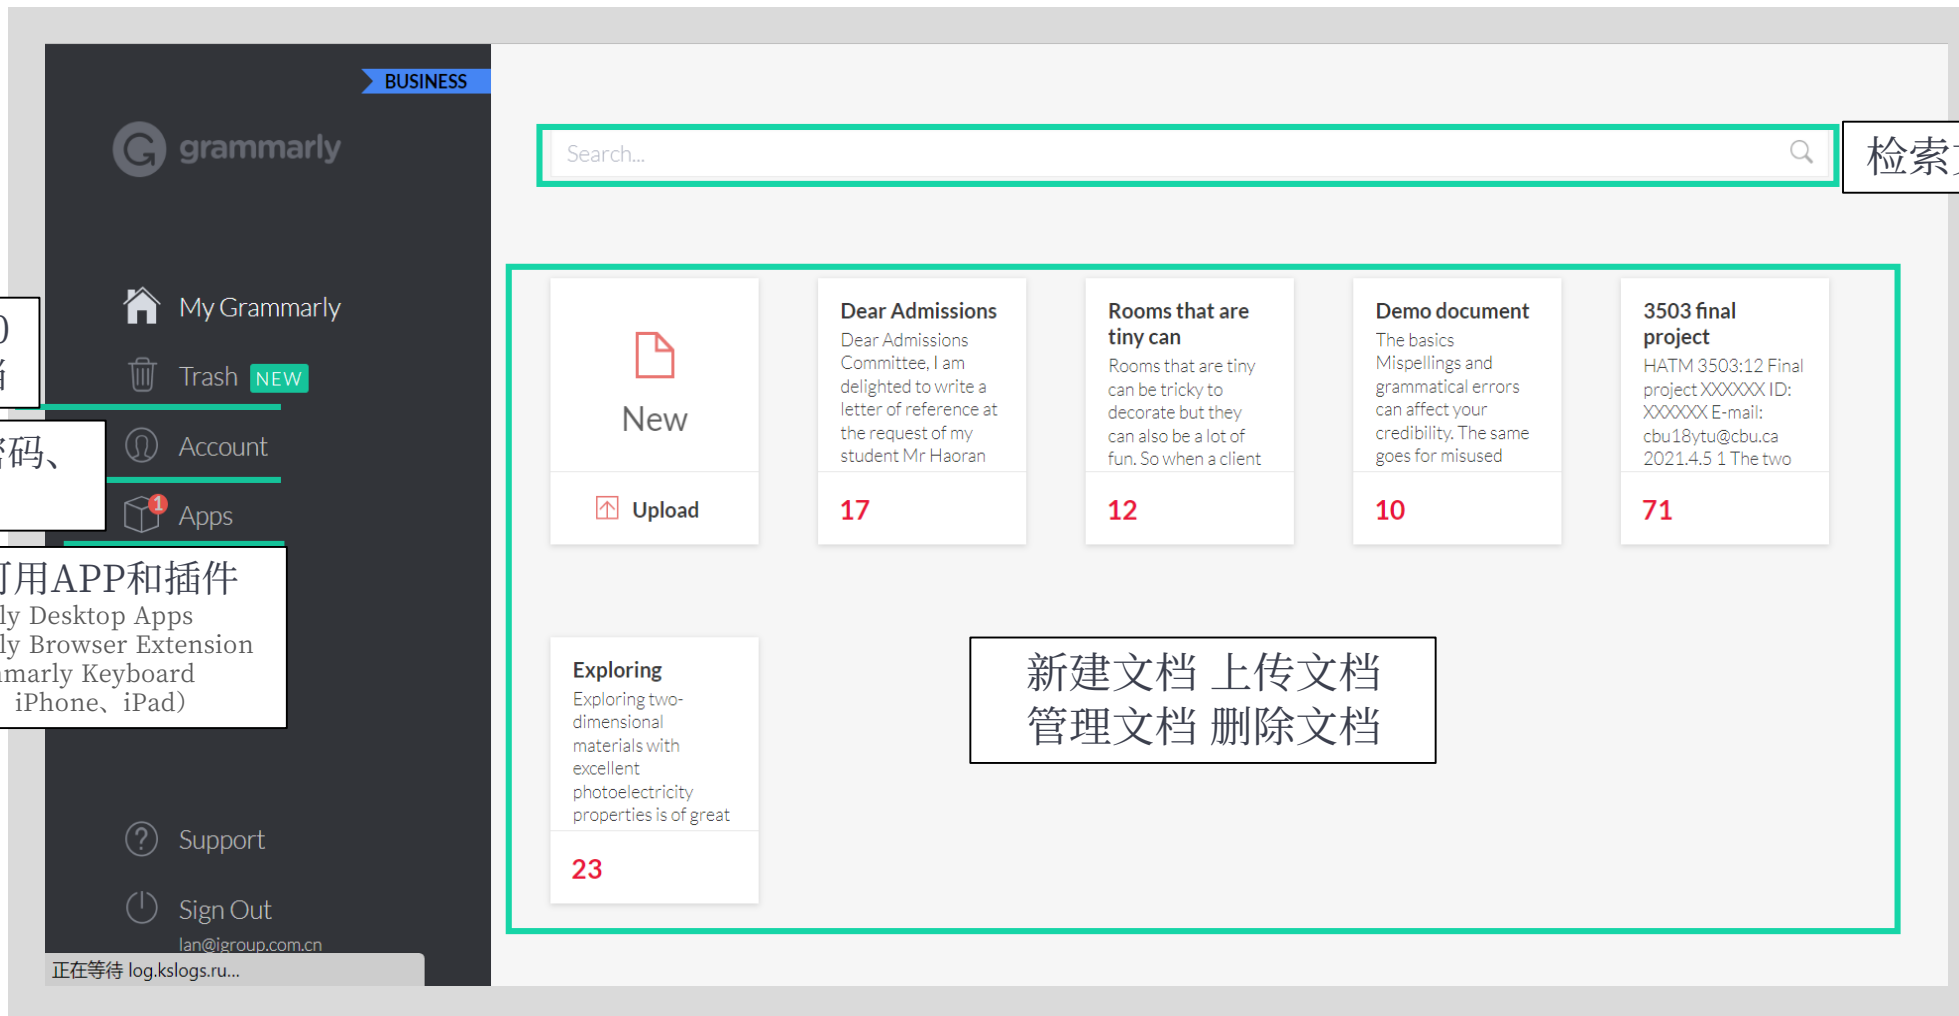 BUSINESS
grammarly
Search...
检索
My Grammarly
0
Trash NEW
Account
密码、
1
Apps
可用APP和插件
ly Desktop Apps
ly Browser Extension
marly Keyboard
iPhone、iPad）
Support
Sign Out
lan@igroup.com.cn
正在等待 log.kslogs.ru...
New
Upload
Dear Admissions
Dear Admissions
Committee, I am
delighted to write a
letter of reference at
the request of my
student Mr Haoran
17
Rooms that are
tiny can
Rooms that are tiny
can be tricky to
decorate but they
can also be a lot of
fun. So when a client
12
Demo document
The basics
Mispellings and
grammatical errors
can affect your
credibility. The same
goes for misused
10
3503 final
project
HATM 3503:12 Final
project XXXXXX ID:
XXXXXX E-mail:
cbu18ytu@cbu.ca
2021.4.5 1 The two
71
Exploring
Exploring two-
dimensional
materials with
excellent
photoelectricity
properties is of great
23
新建文档 上传文档
管理文档 删除文档